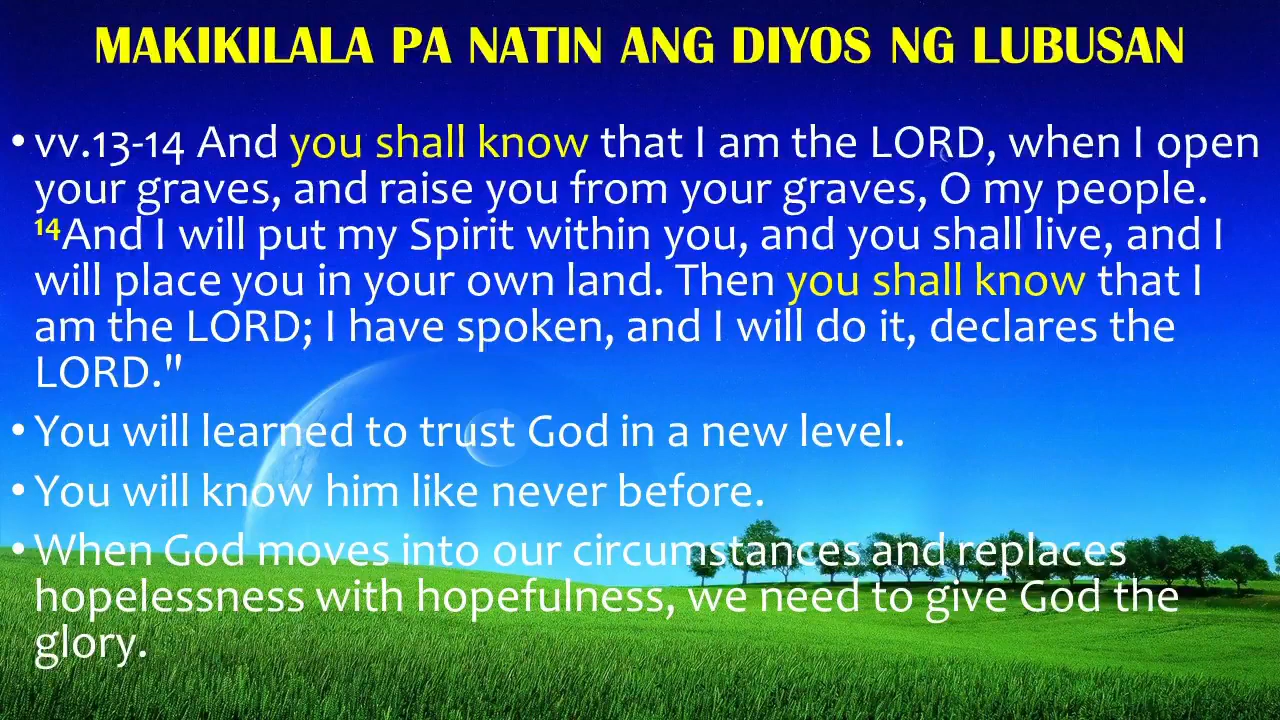 MAKIKILALA PA NATIN ANG DIYOS NG LUBUSAN
• vv.13-14 And you shall know that I am the LORD, when I open
your graves, and raise you from your graves, O my people.
14And I will put my Spirit within you, and you shall live, and I
will place you in your own land. Then you shall know that I
am the LORD; I have spoken, and I will do it, declares the
LORD."
• You will learned to trust God in a new level.
• You will know him like never before.
• When God moves into our circumstances and replaces
hopelessness with hopefulness, we need to give God the
glory.